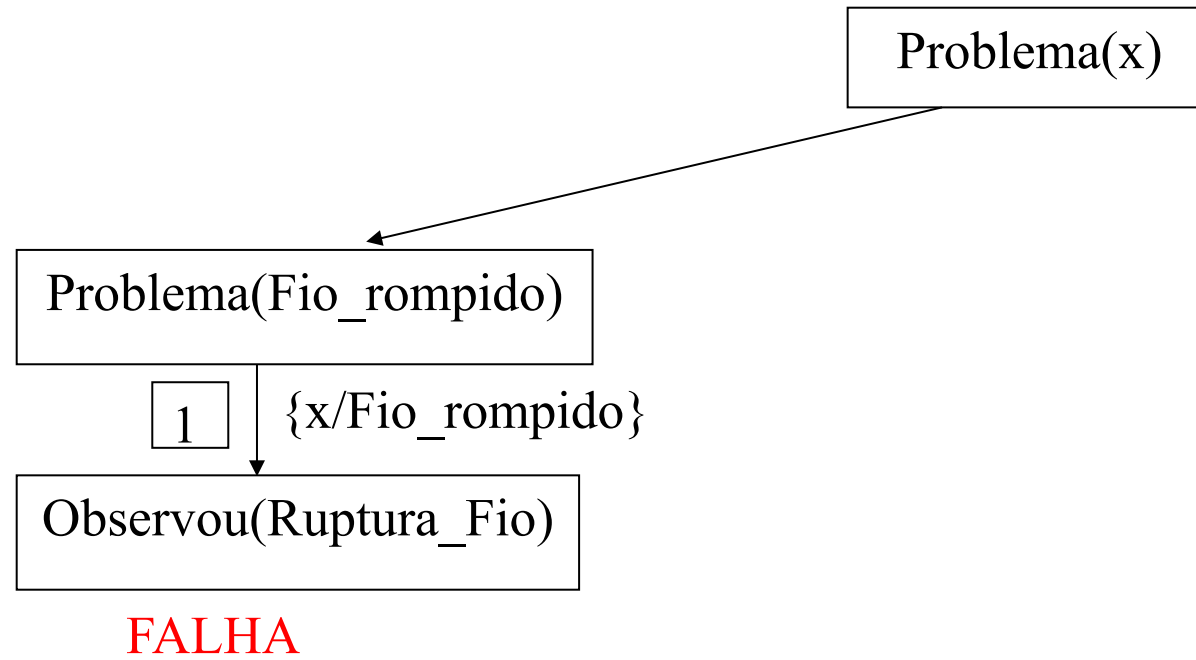 Problema(x)
Problema(Fio_rompido)
1
{x/Fio_rompido}
Observou(Ruptura_Fio)
FALHA